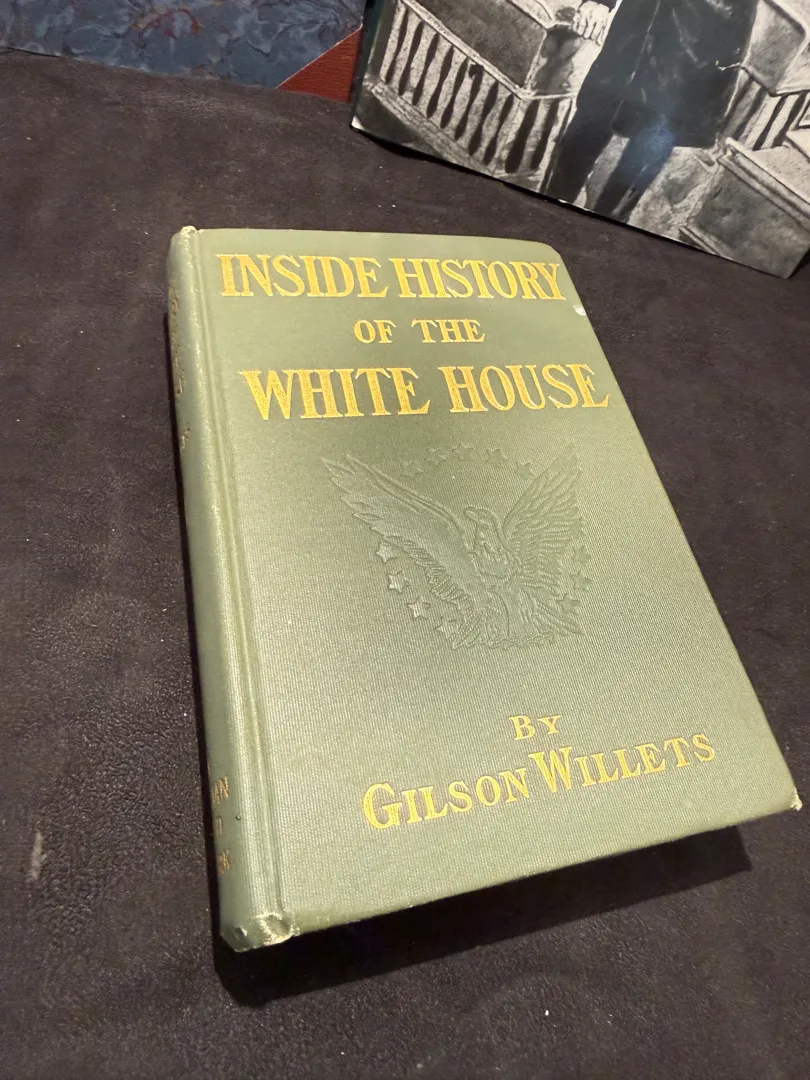 INSIDE HISTORY
OF THE
WHITE HOUSE
BY
GILSON WILLETS